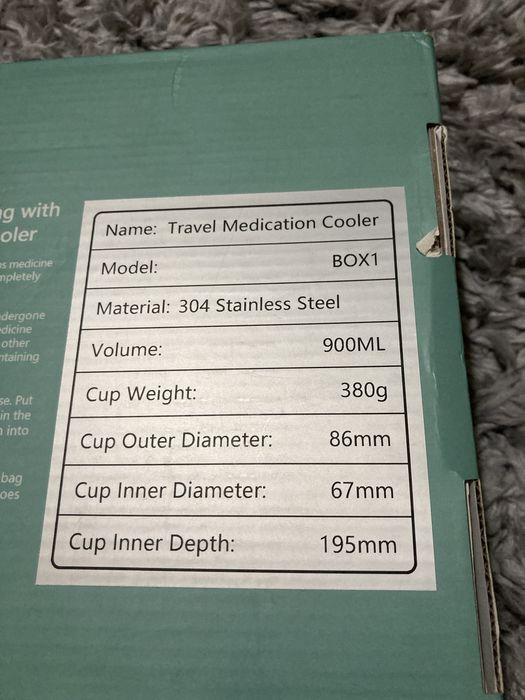 ng with
oler
s medicine
mpletely
dergone
edicine
other
ntaining
se. Put
in the
into
bag
oes
Name: Travel Medication Cooler
Model: BOX1
Material: 304 Stainless Steel
Volume: 900ML
Cup Weight: 380g
Cup Outer Diameter: 86mm
Cup Inner Diameter: 67mm
Cup Inner Depth: 195mm